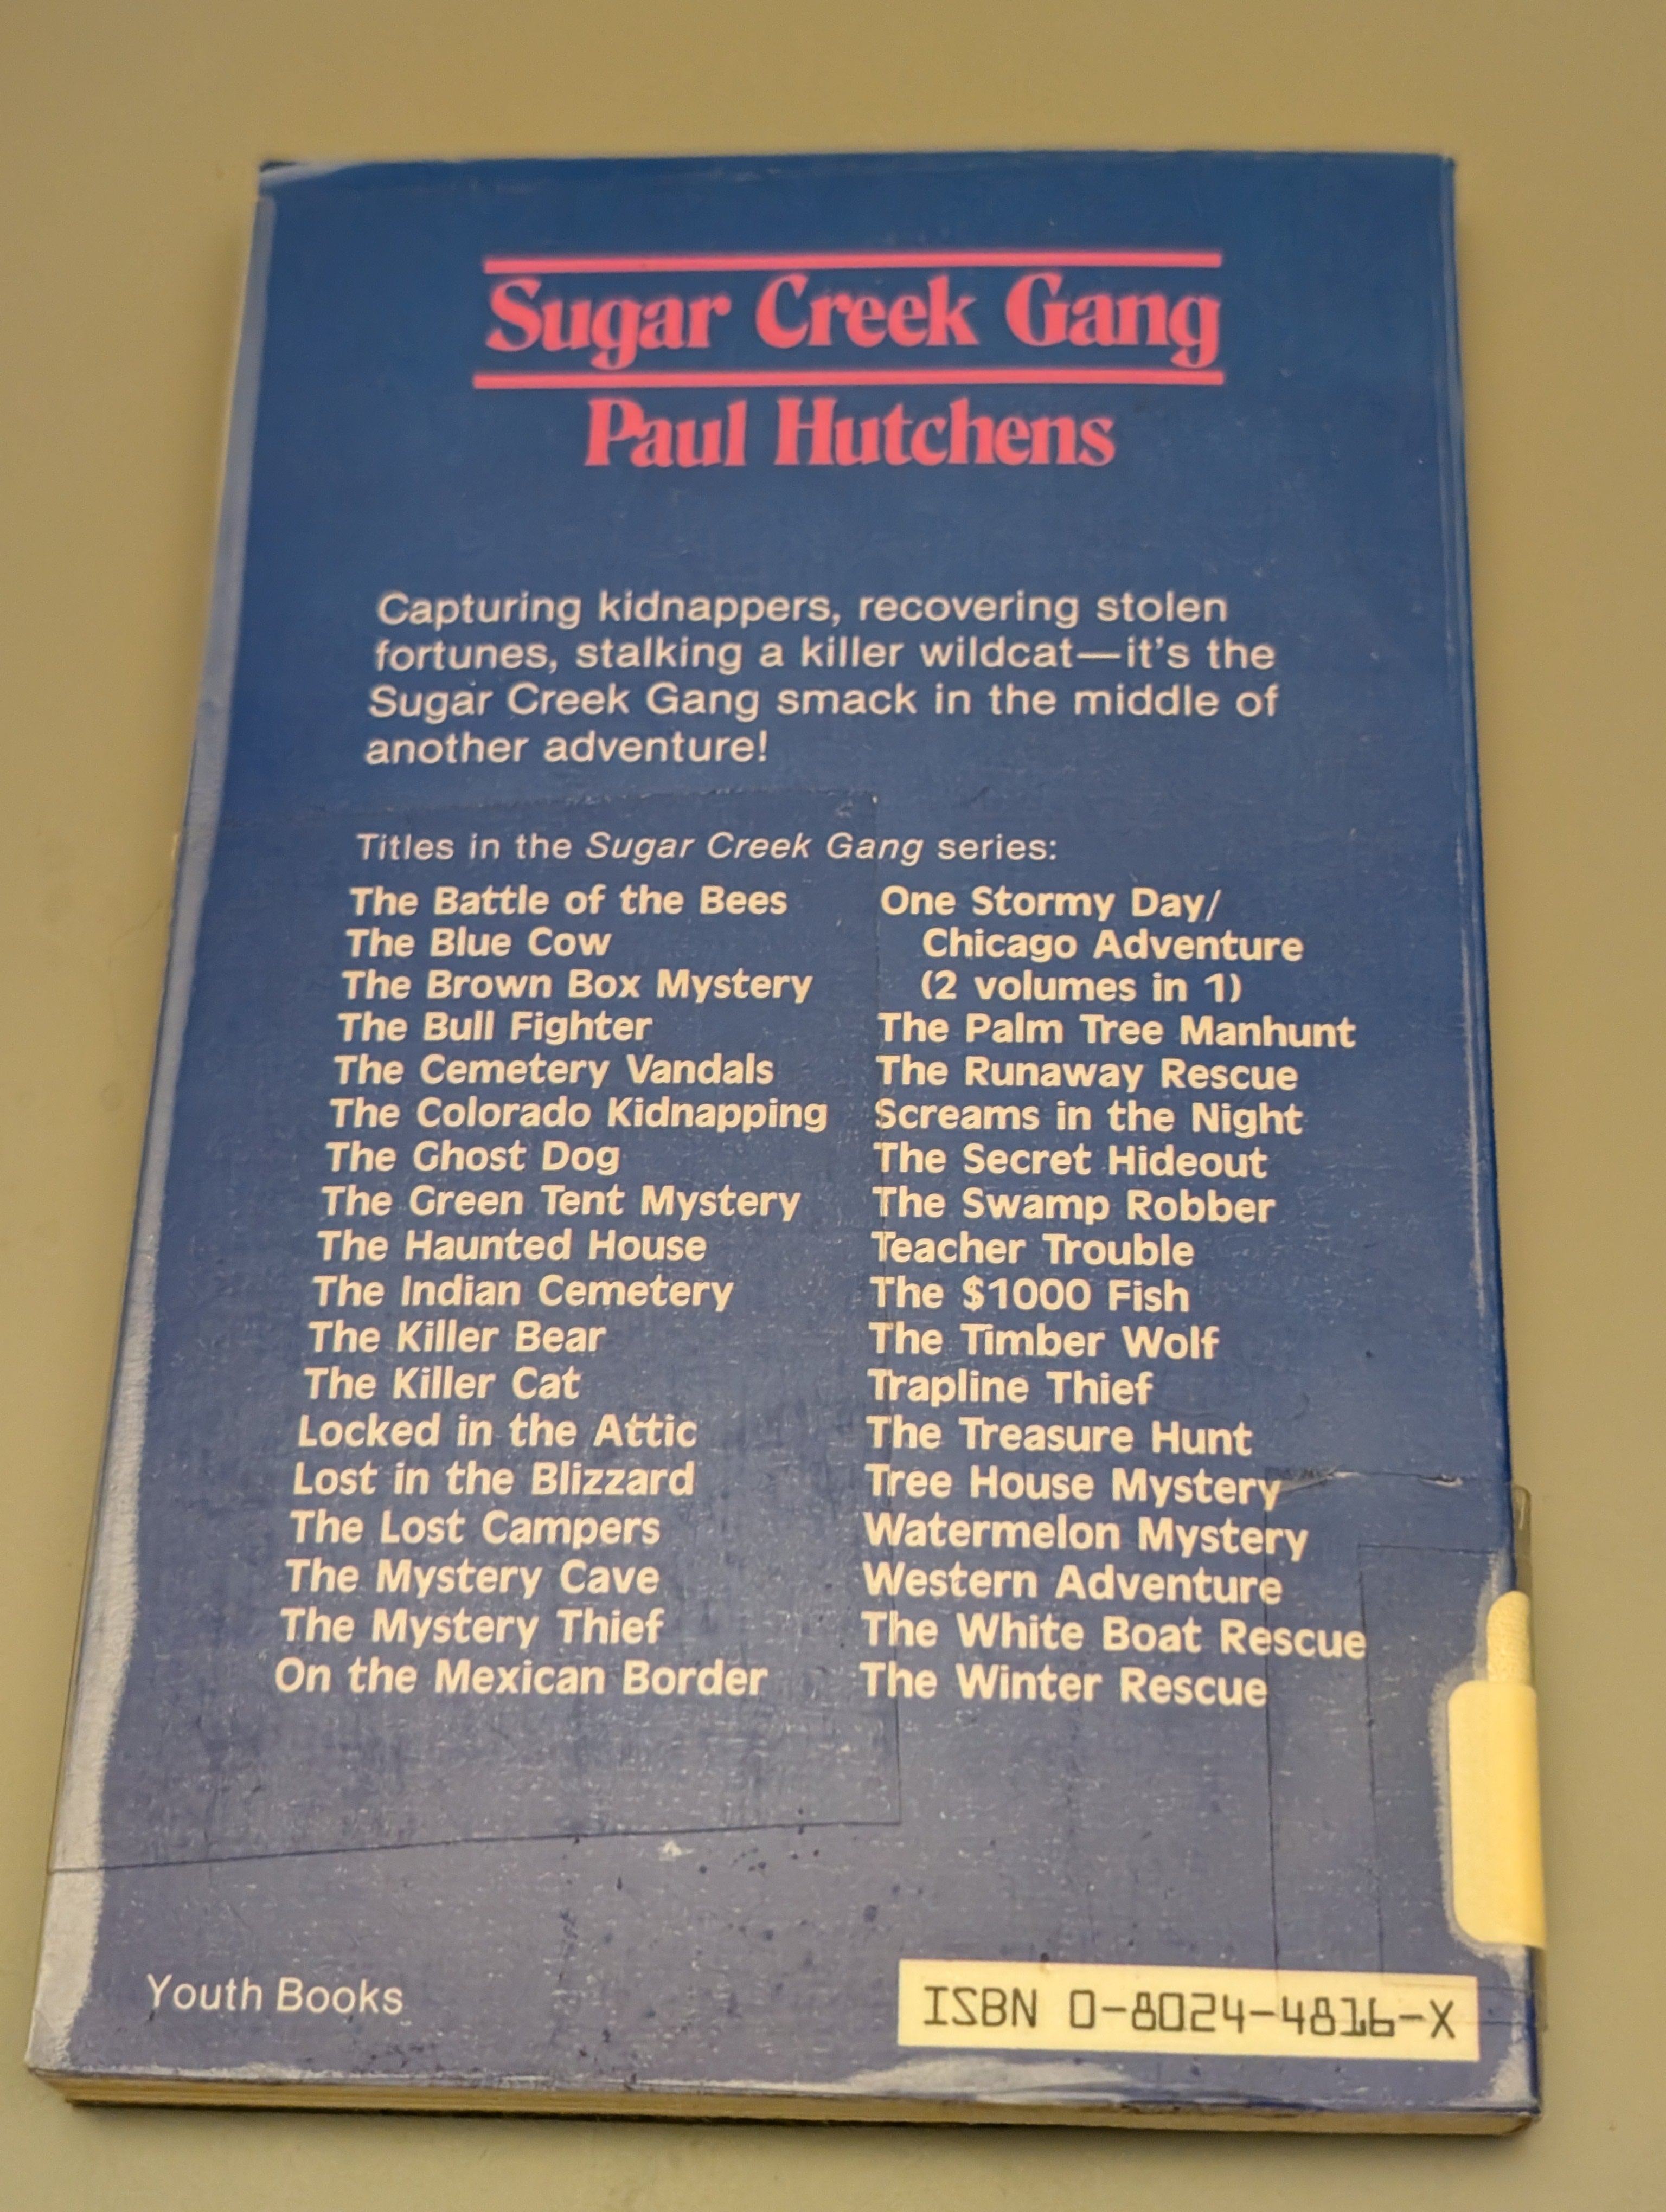 Sugar Creek Gang
Paul Hutchens
Capturing kidnappers, recovering stolen
fortunes, stalking a killer wildcat—it's the
Sugar Creek Gang smack in the middle of
another adventure!
Titles in the Sugar Creek Gang series:
The Battle of the Bees
The Blue Cow
The Brown Box Mystery
The Bull Fighter
The Cemetery Vandals
The Colorado Kidnapping
The Ghost Dog
The Green Tent Mystery
The Haunted House
The Indian Cemetery
The Killer Bear
The Killer Cat
Locked in the Attic
Lost in the Blizzard
The Lost Campers
The Mystery Cave
The Mystery Thief
On the Mexican Border
One Stormy Day/
Chicago Adventure
(2 volumes in 1)
The Palm Tree Manhunt
The Runaway Rescue
Screams in the Night
The Secret Hideout
The Swamp Robber
Teacher Trouble
The $1000 Fish
The Timber Wolf
Trapline Thief
The Treasure Hunt
Tree House Mystery
Watermelon Mystery
Western Adventure
The White Boat Rescue
The Winter Rescue
Youth Books
ISBN 0-8024-4816-X